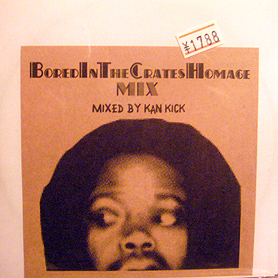 ¥1788
BOREDINTHECRATESHOMAGE
MIX
MIXED BY KAN KICK